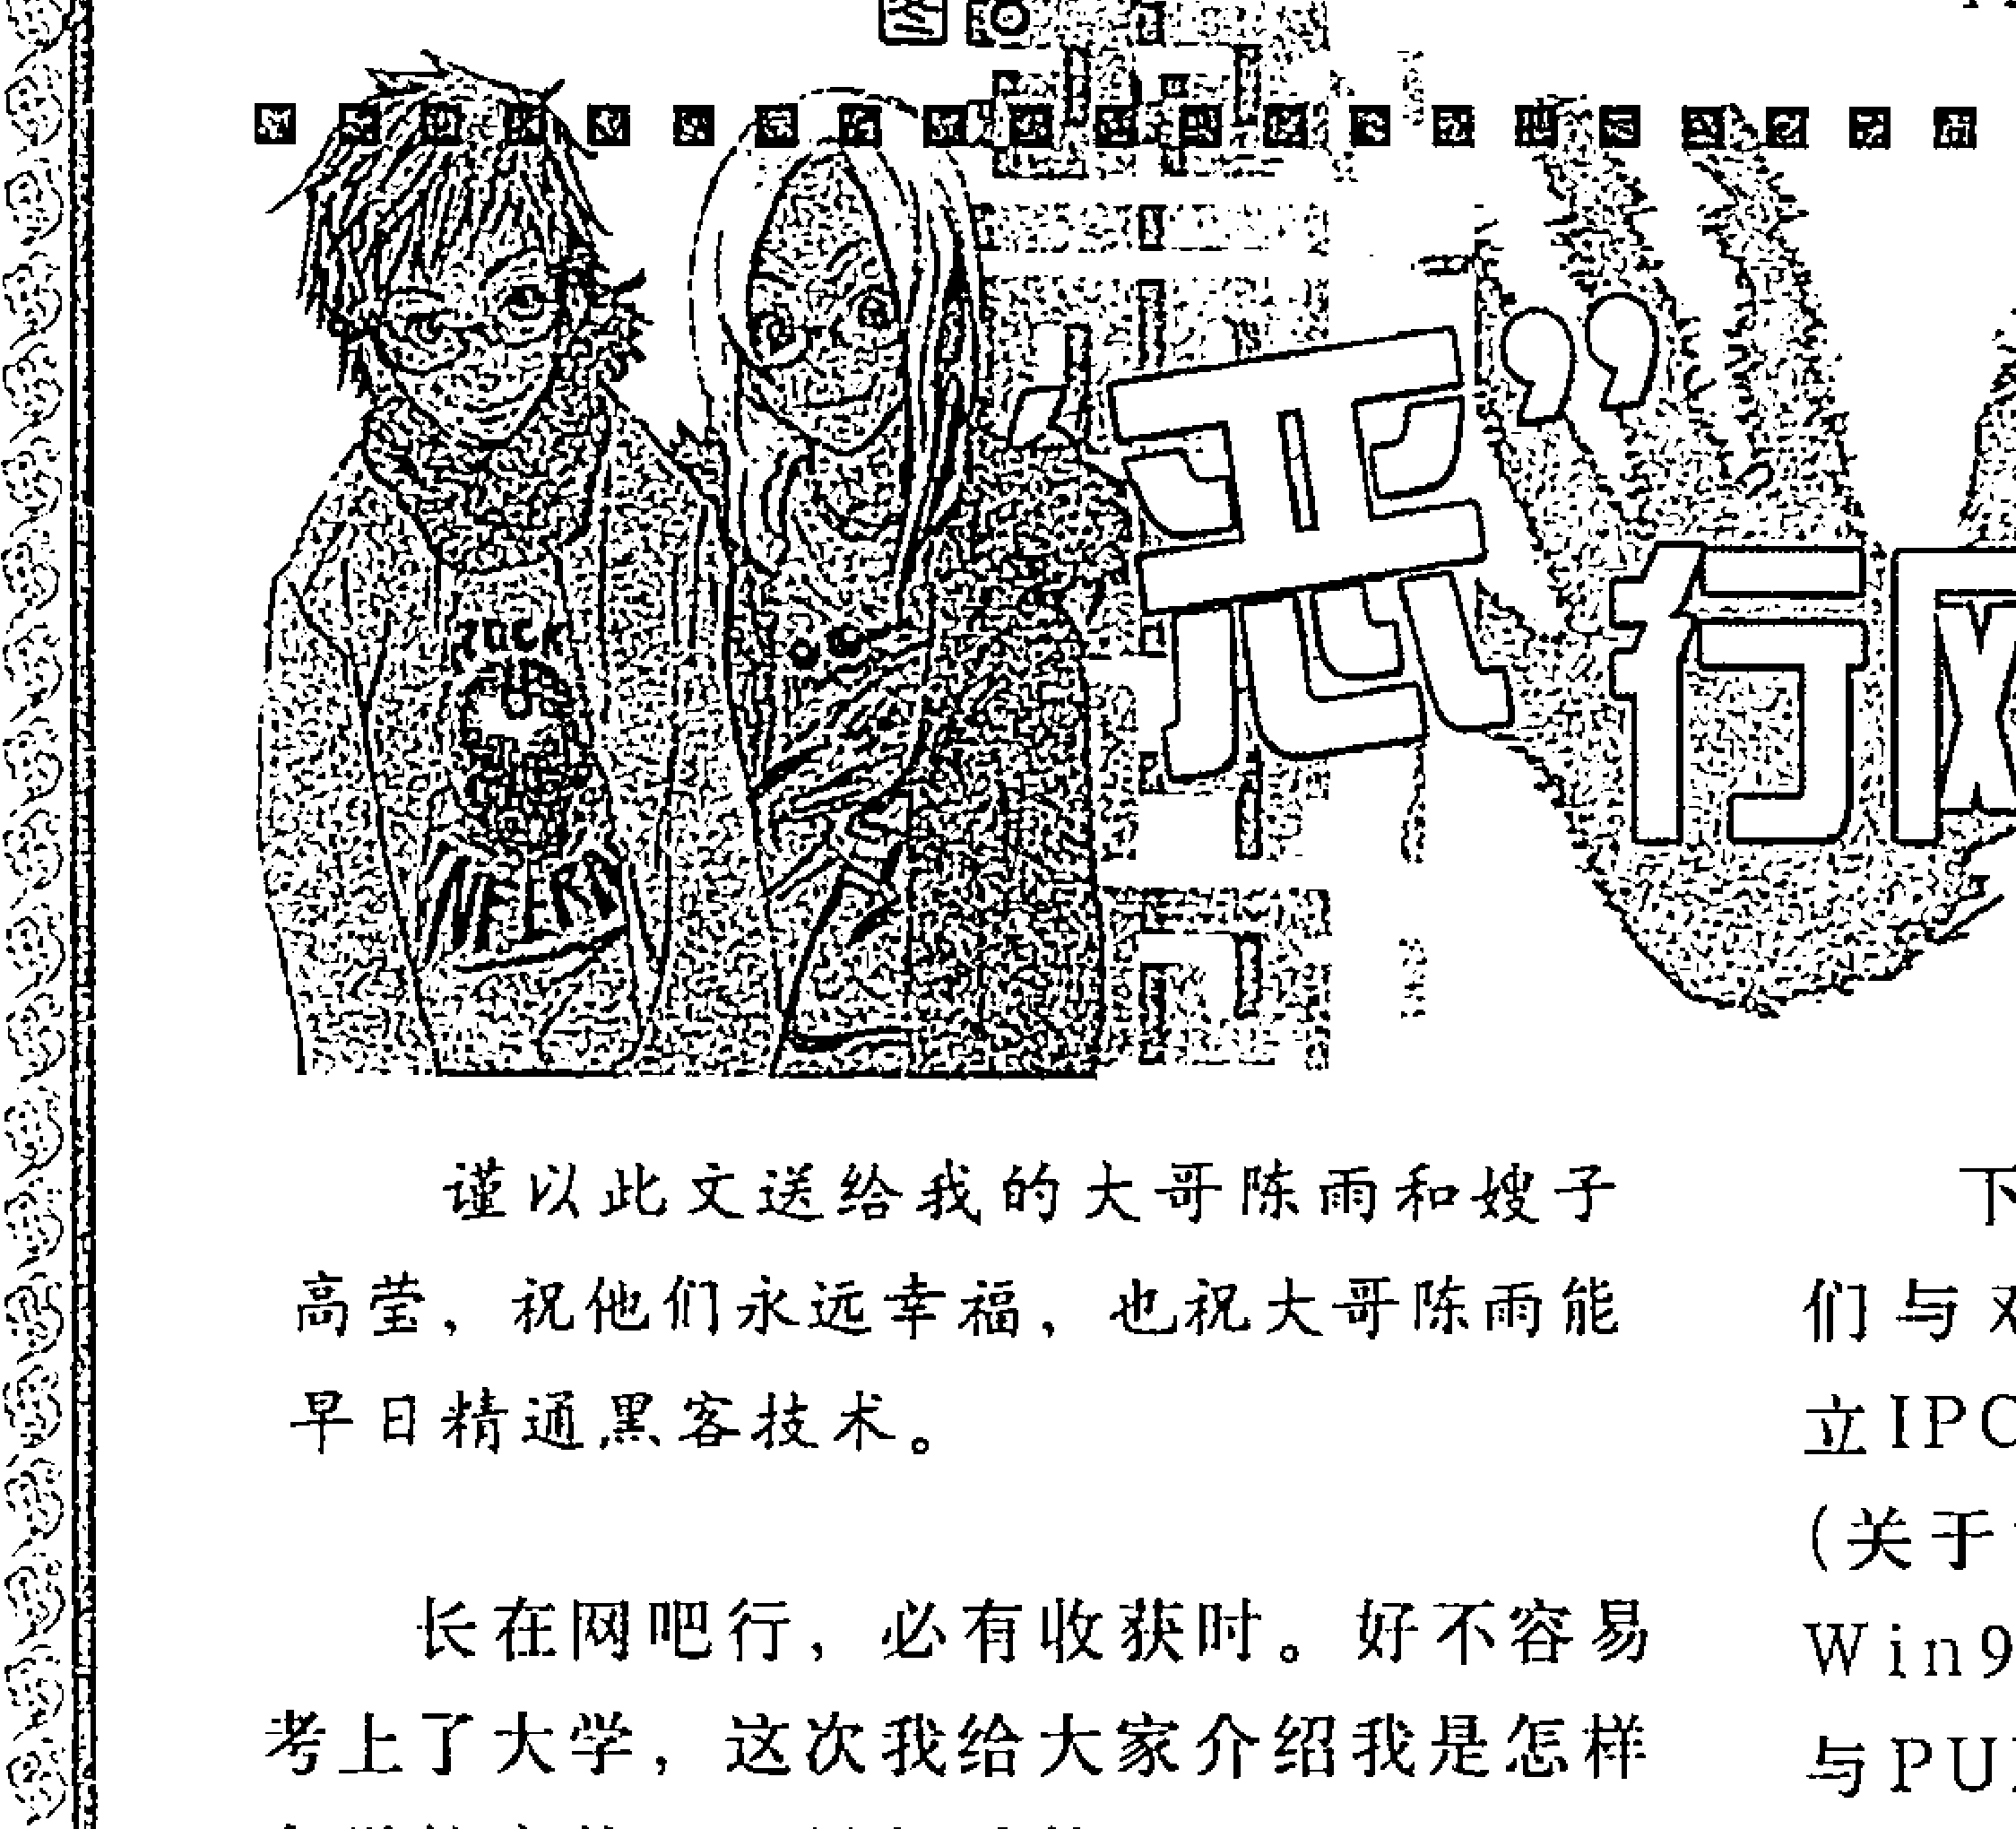 “恶”行网
谨以此文送给我的大哥陈雨和嫂子
高莹，祝他们永远幸福，也祝大哥陈雨能
早日精通黑客技术。
长在网吧行，必有收获时。好不容易
考上了大学，这次我给大家介绍我是怎样
下
们与
立IPC
(关于
Win9
与PU